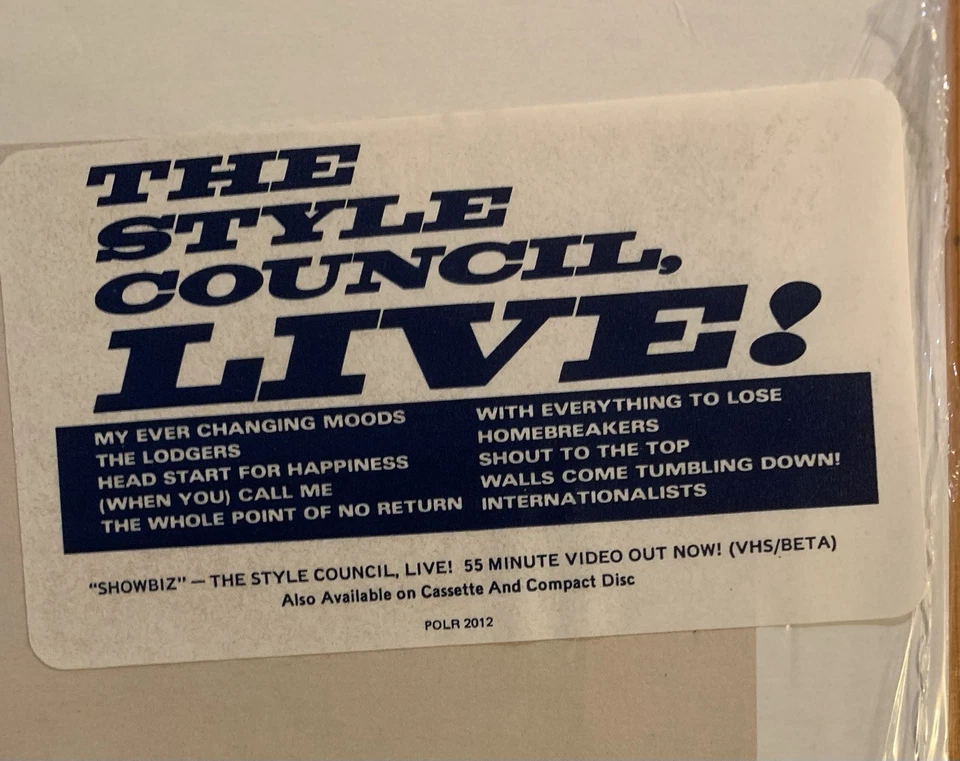 THE
STYLE
COUNCIL,
LIVE!
MY EVER CHANGING MOODS
THE LODGERS
HEAD START FOR HAPPINESS
(WHEN YOU) CALL ME
THE WHOLE POINT OF NO RETURN
WITH EVERYTHING TO LOSE
HOMEBREAKERS
SHOUT TO THE TOP
WALLS COME TUMBLING DOWN!
INTERNATIONALISTS
“SHOWBIZ” — THE STYLE COUNCIL, LIVE! 55 MINUTE VIDEO OUT NOW! (VHS/BETA)
Also Available on Cassette And Compact Disc
POLR 2012